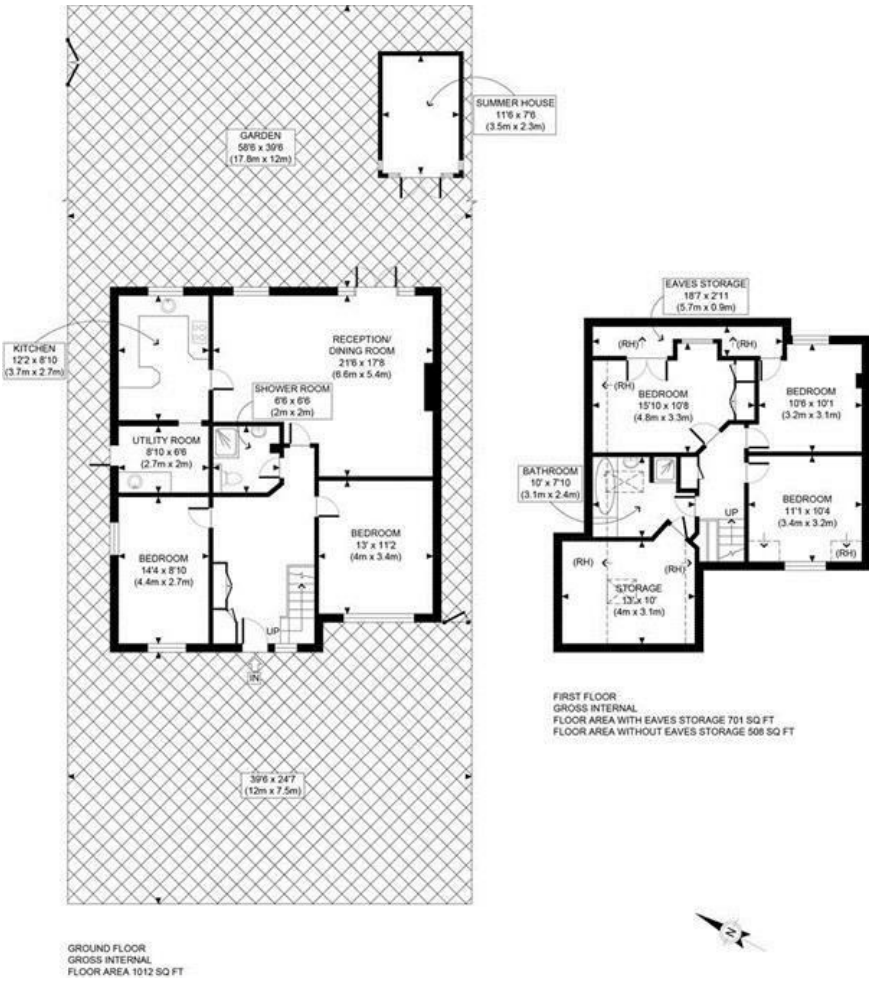 SUMMER HOUSE
11'6 x 7'6
(3.5m x 2.3m)
GARDEN
58'6 x 39'6
(17.8m x 12m)
KITCHEN
12'2 x 8'10
(3.7m x 2.7m)
RECEPTION/
DINING ROOM
21'6 x 17'8
(6.6m x 5.4m)
SHOWER ROOM
6'6 x 6'6
(2m x 2m)
UTILITY ROOM
8'10 x 6'6
(2.7m x 2m)
BEDROOM
14'4 x 8'10
(4.4m x 2.7m)
BEDROOM
13' x 11'2
(4m x 3.4m)
UP
IN
39'6 x 24'7
(12m x 7.5m)
GROUND FLOOR
GROSS INTERNAL
FLOOR AREA 1012 SQ FT
EAVES STORAGE
18'7 x 2'11
(5.7m x 0.9m)
(RH)
(RH)
(RH)
BEDROOM
15'10 x 10'8
(4.8m x 3.3m)
BEDROOM
10'6 x 10'1
(3.2m x 3.1m)
BATHROOM
10' x 7'10
(3.1m x 2.4m)
BEDROOM
11'1 x 10'4
(3.4m x 3.2m)
UP
(RH)
(RH)
(RH)
STORAGE
13' x 10'
(4m x 3.1m)
FIRST FLOOR
GROSS INTERNAL
FLOOR AREA WITH EAVES STORAGE 701 SQ FT
FLOOR AREA WITHOUT EAVES STORAGE 508 SQ FT
N